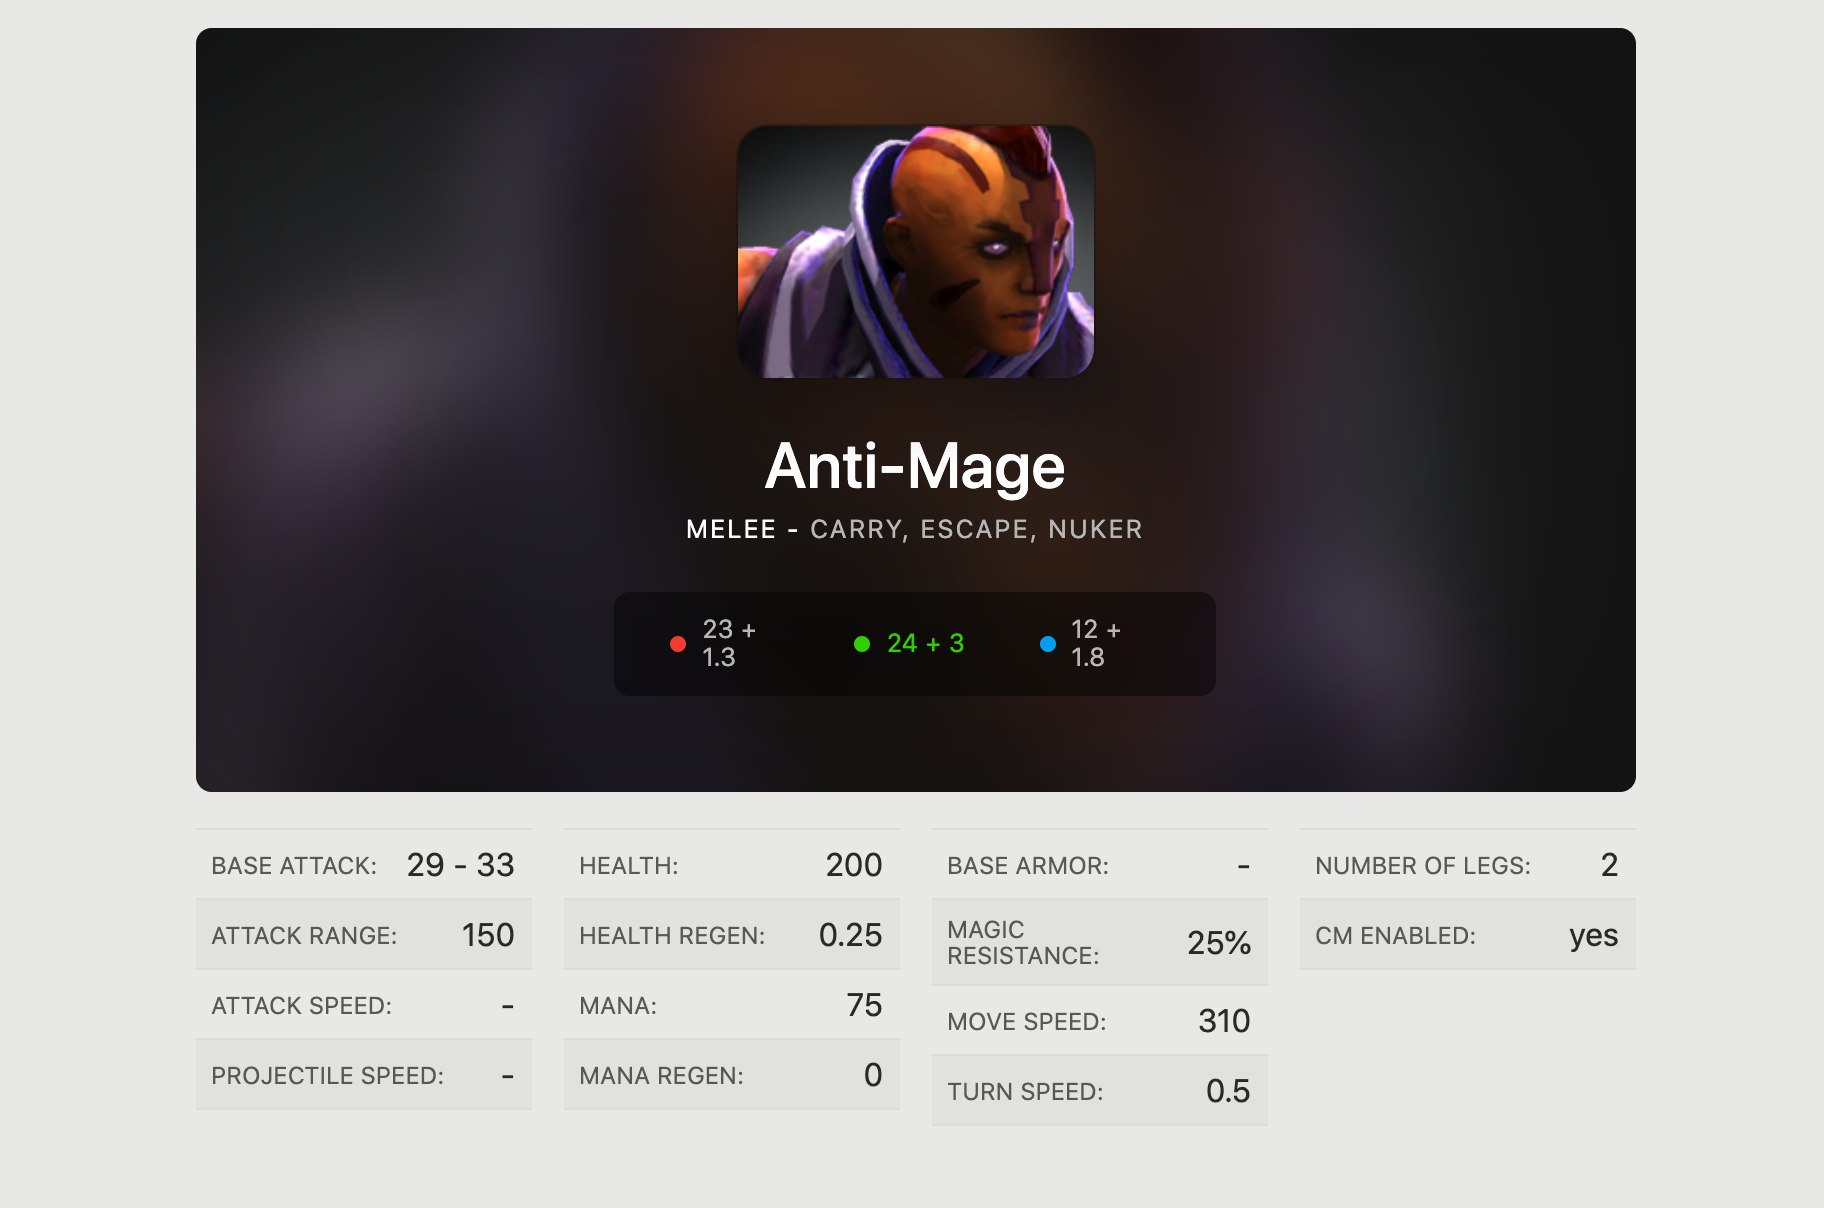 Anti-Mage
MELEE - CARRY, ESCAPE, NUKER
23 +
1.3
24 + 3
12 +
1.8
BASE ATTACK: 29 - 33
ATTACK RANGE: 150
ATTACK SPEED: -
PROJECTILE SPEED: -
HEALTH: 200
HEALTH REGEN: 0.25
MANA: 75
MANA REGEN: 0
BASE ARMOR: -
MAGIC
RESISTANCE: 25%
MOVE SPEED: 310
TURN SPEED: 0.5
NUMBER OF LEGS: 2
CM ENABLED: yes